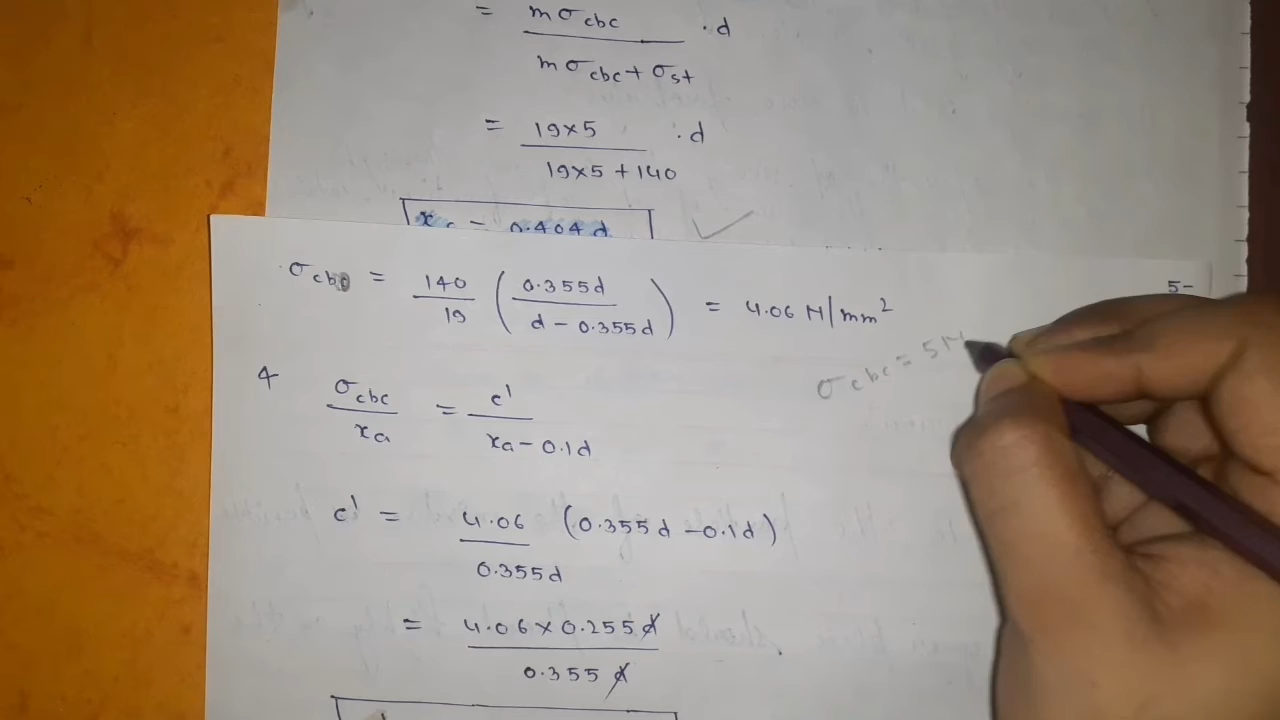 = mσcbc / mσcbc + σst . d
= 19×5 / 19×5 + 140 . d
= 0.404d
5-
σcbc = 140/19 (0.355d / d - 0.355d) = 4.06 N/mm²
σcbc = 5
σcbc / xa = c' / xa - 0.1d
c' = 4.06 / 0.355d (0.355d - 0.1d)
= 4.06 × 0.255d / 0.355d